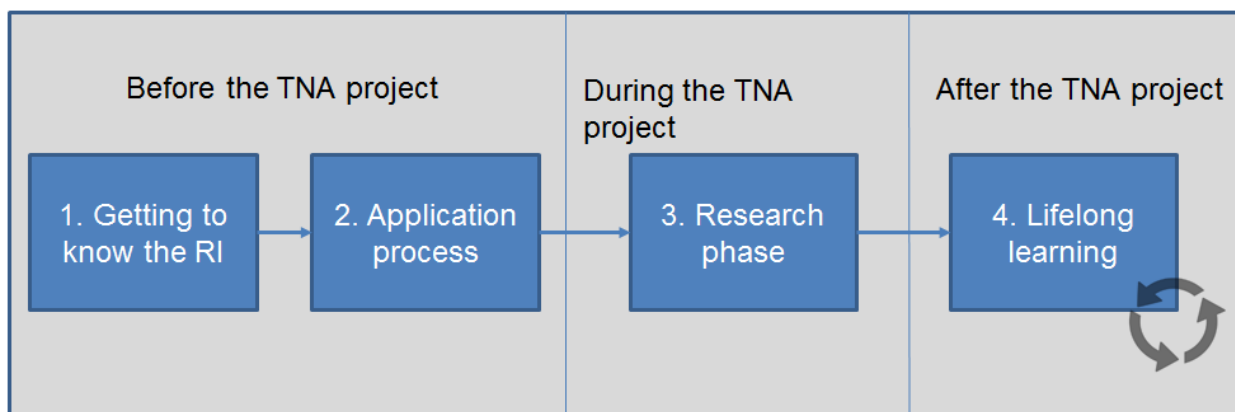 Before the TNA project
During the TNA
project
After the TNA project
1. Getting to
know the RI
2. Application
process
3. Research
phase
4. Lifelong
learning